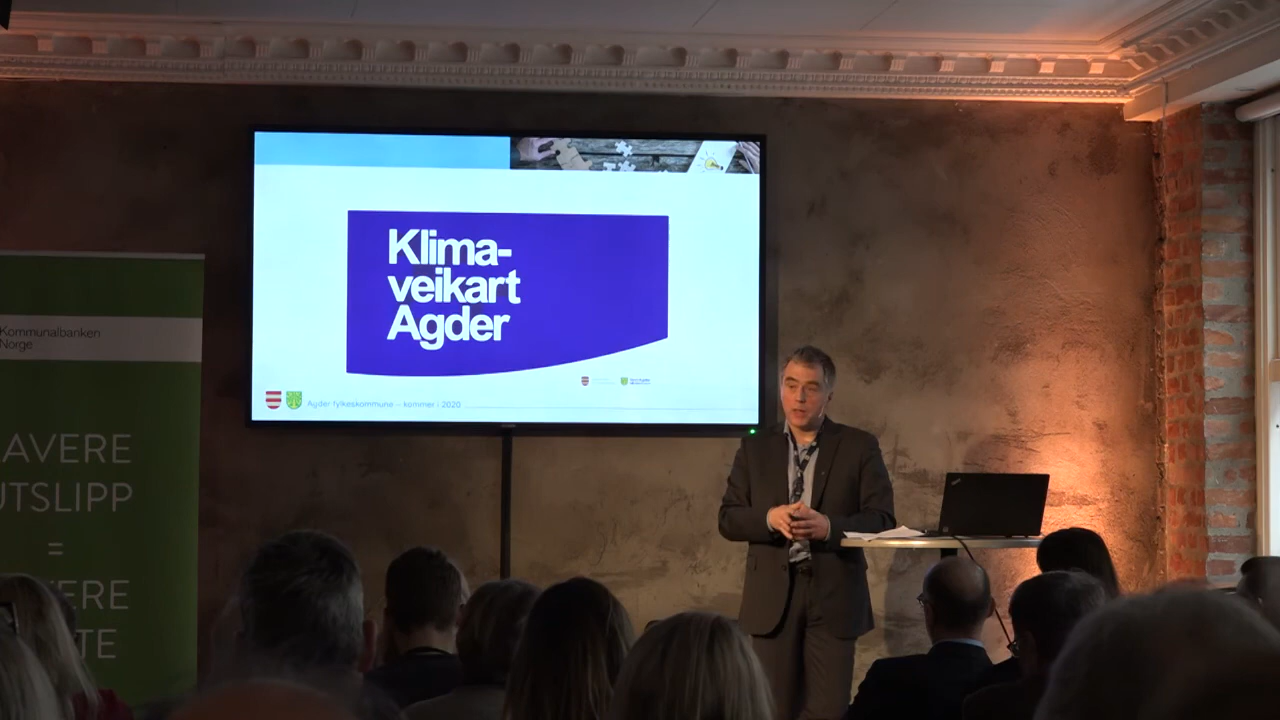 Klima-
veikart
Agder
Agder fylkeskommune – kommer i 2020
Kommunalbanken
Norge
AVERE
UTSLIPP
=
ERE
TE